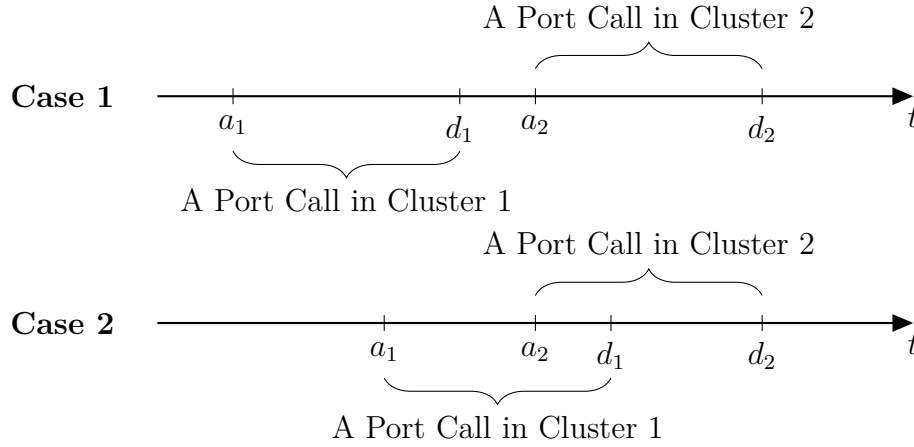 A Port Call in Cluster 2
Case 1
a₁ d₁ a₂ d₂ t
A Port Call in Cluster 1
A Port Call in Cluster 2
Case 2
a₁ a₂ d₁ d₂ t
A Port Call in Cluster 1